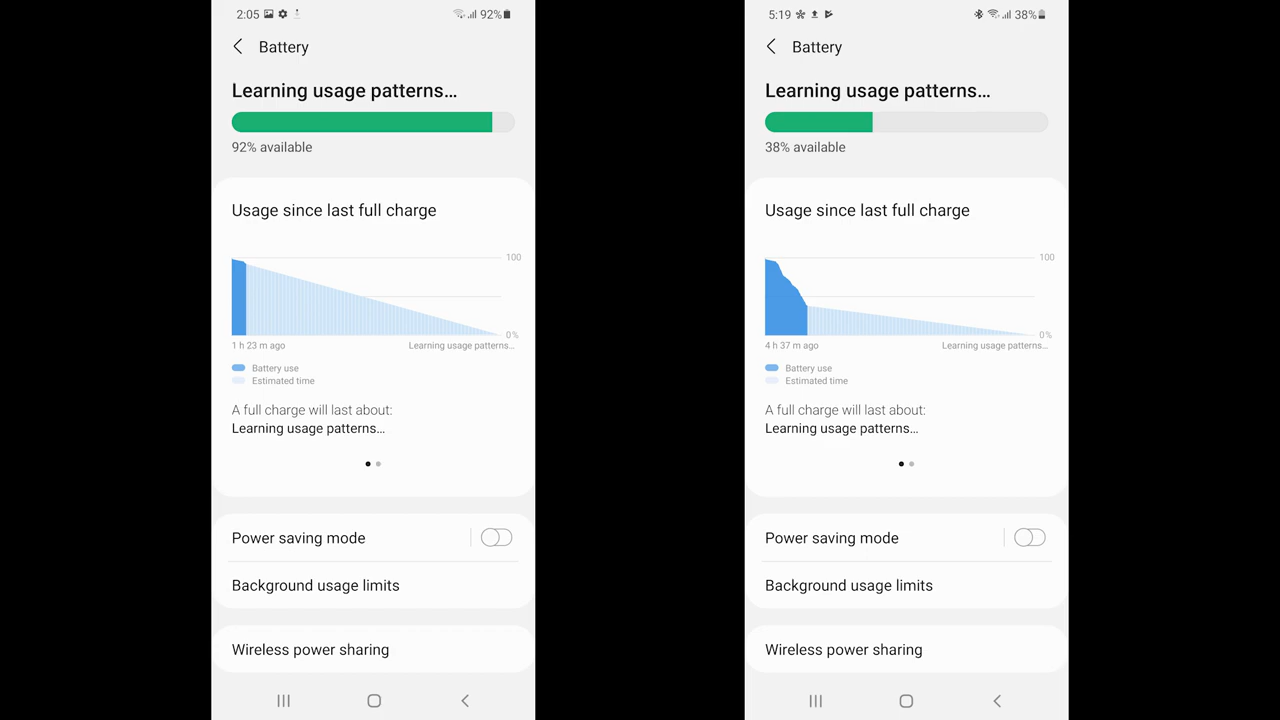 2:05 92%
Battery
Learning usage patterns...
92% available
Usage since last full charge
100
0%
1 h 23 m ago Learning usage patterns...
Battery use
Estimated time
A full charge will last about:
Learning usage patterns...
Power saving mode
Background usage limits
Wireless power sharing
5:19 38%
Battery
Learning usage patterns...
38% available
Usage since last full charge
100
0%
4 h 37 m ago Learning usage patterns...
Battery use
Estimated time
A full charge will last about:
Learning usage patterns...
Power saving mode
Background usage limits
Wireless power sharing